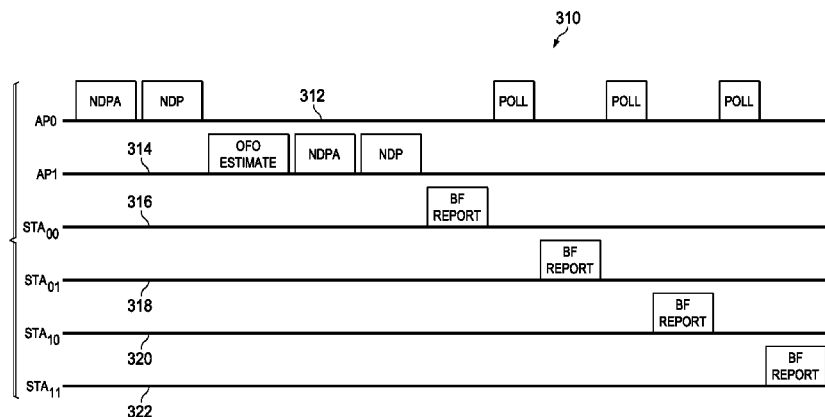 310
NDPA NDP 312 POLL POLL POLL
AP0
314 OFO ESTIMATE NDPA NDP
AP1
316 BF REPORT
STA00
BF REPORT
STA01
318 BF REPORT
STA10
320 BF REPORT
STA11
322